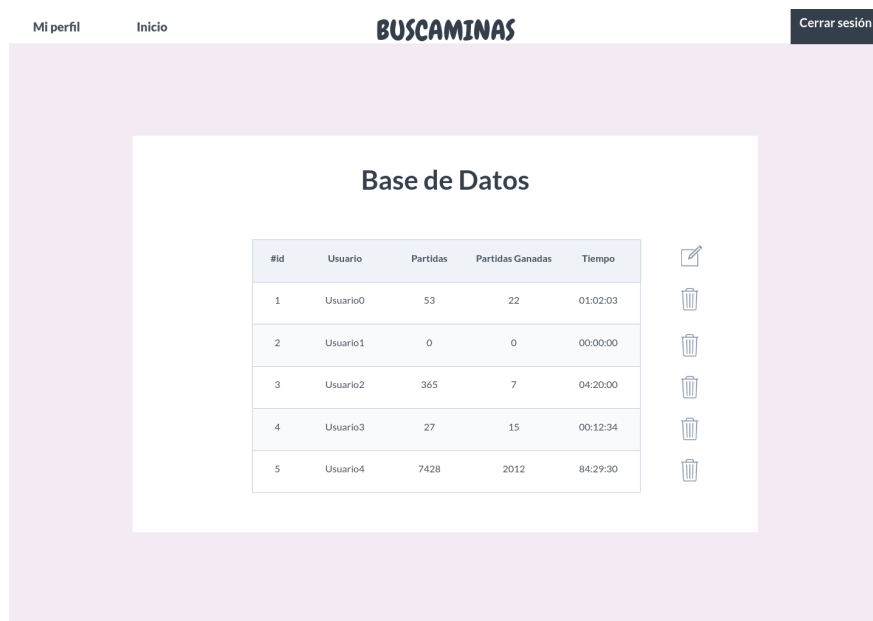 Mi perfil Inicio BUSCAMINAS Cerrar sesión
Base de Datos
#id Usuario Partidas Partidas Ganadas Tiempo
1 Usuario0 53 22 01:02:03
2 Usuario1 0 0 00:00:00
3 Usuario2 365 7 04:20:00
4 Usuario3 27 15 00:12:34
5 Usuario4 7428 2012 84:29:30